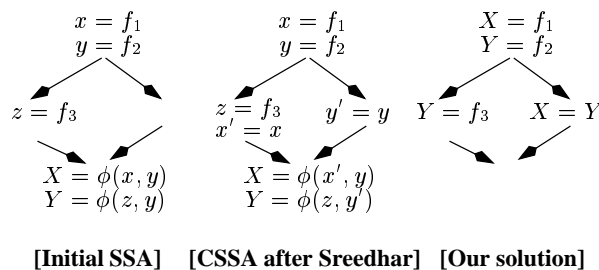 x = f₁
y = f₂
z = f₃
X = ϕ(x, y)
Y = ϕ(z, y)
[Initial SSA]
x = f₁
y = f₂
z = f₃
x′ = x
y′ = y
X = ϕ(x′, y)
Y = ϕ(z, y′)
[CSSA after Sreedhar]
X = f₁
Y = f₂
Y = f₃
X = Y
[Our solution]